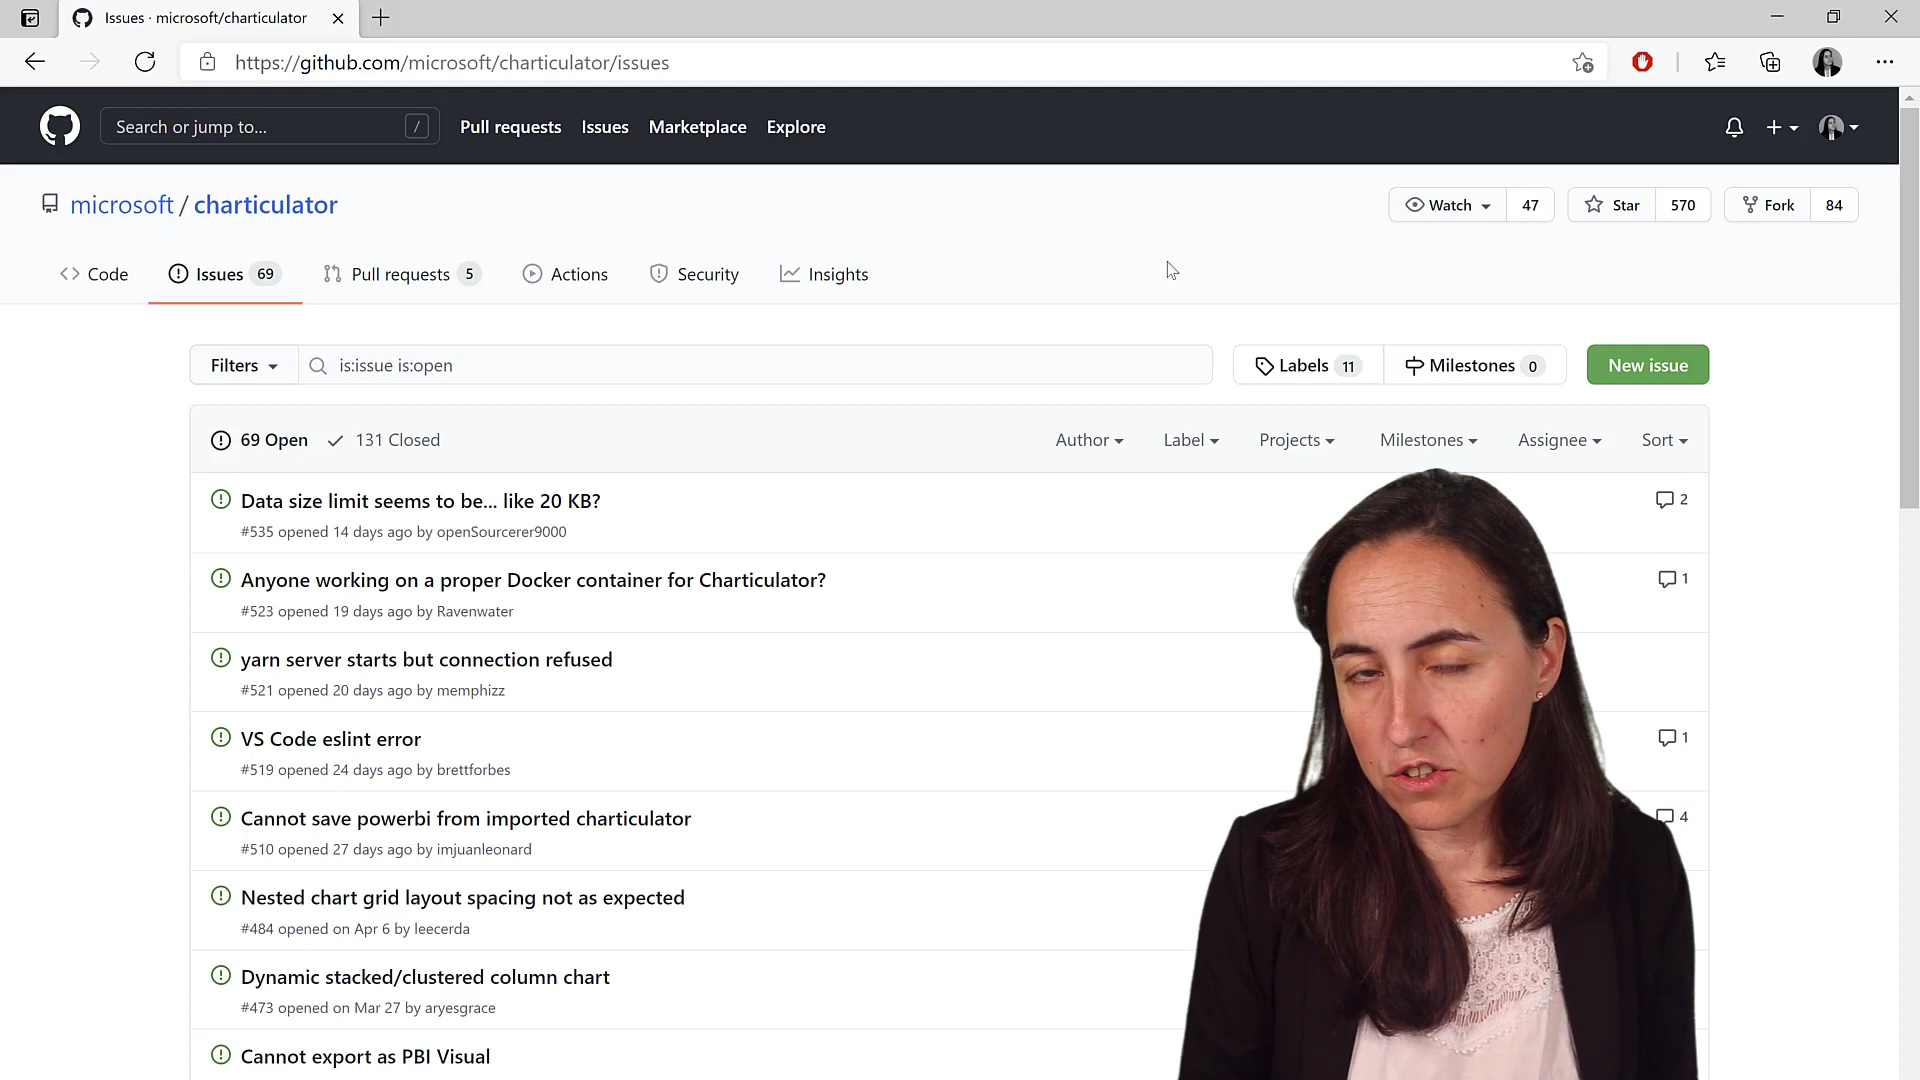 Issues · microsoft/charticulator
https://github.com/microsoft/charticulator/issues
Search or jump to... /
Pull requests Issues Marketplace Explore
microsoft / charticulator
Watch 47 Star 570 Fork 84
Code Issues 69 Pull requests 5 Actions Security Insights
Filters is:issue is:open Labels 11 Milestones 0 New issue
69 Open 131 Closed Author Label Projects Milestones Assignee Sort
Data size limit seems to be... like 20 KB? 2
#535 opened 14 days ago by openSourcerer9000
Anyone working on a proper Docker container for Charticulator? 1
#523 opened 19 days ago by Ravenwater
yarn server starts but connection refused
#521 opened 20 days ago by memphizz
VS Code eslint error 1
#519 opened 24 days ago by brettforbes
Cannot save powerbi from imported charticulator 4
#510 opened 27 days ago by imjuanleonard
Nested chart grid layout spacing not as expected
#484 opened on Apr 6 by leecerda
Dynamic stacked/clustered column chart
#473 opened on Mar 27 by aryesgrace
Cannot export as PBI Visual